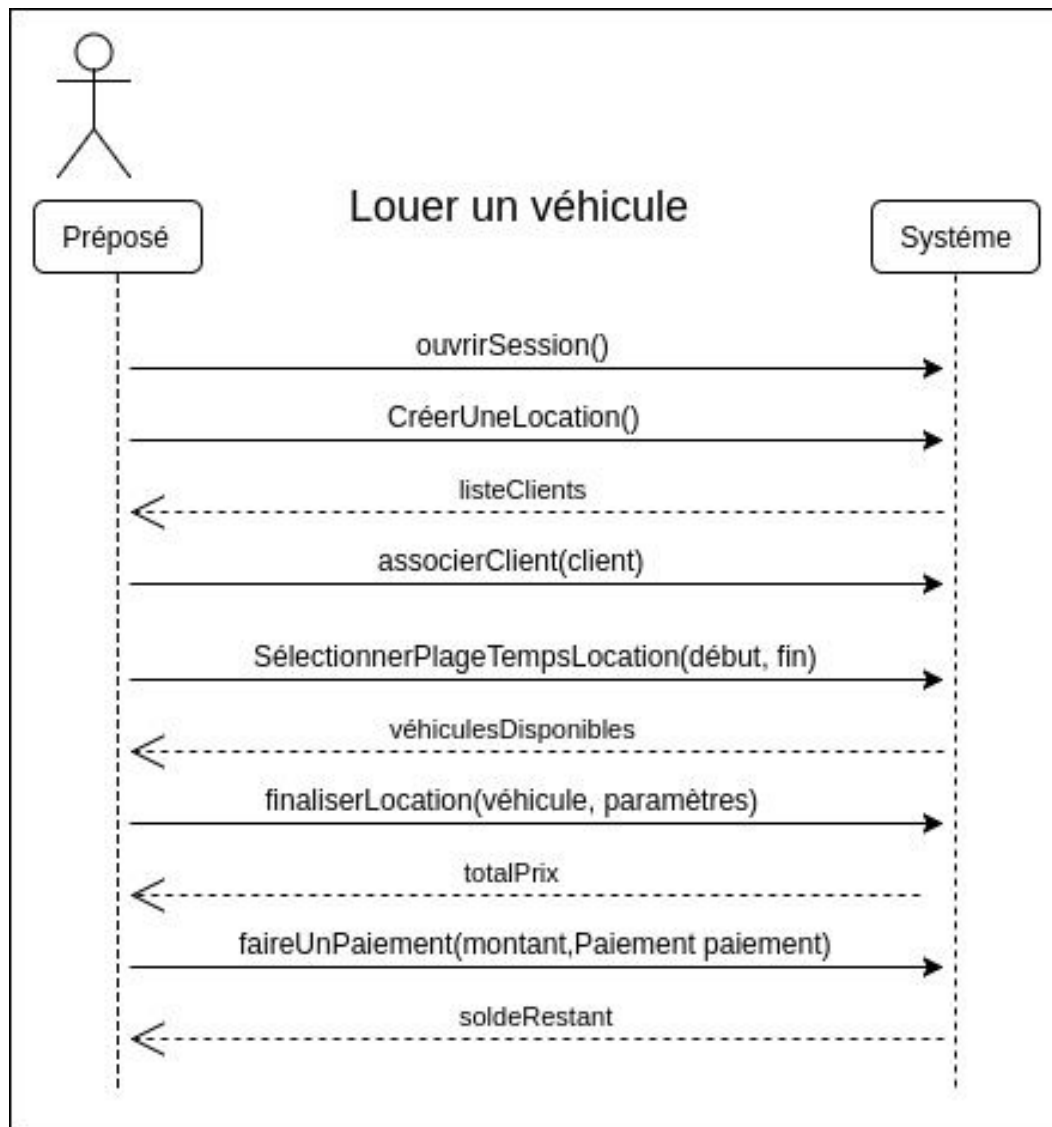 Louer un véhicule
Préposé
Systéme
ouvrirSession()
CréerUneLocation()
listeClients
associerClient(client)
SélectionnerPlageTempsLocation(début, fin)
véhiculesDisponibles
finaliserLocation(véhicule, paramètres)
totalPrix
faireUnPaiement(montant,Paiement paiement)
soldeRestant